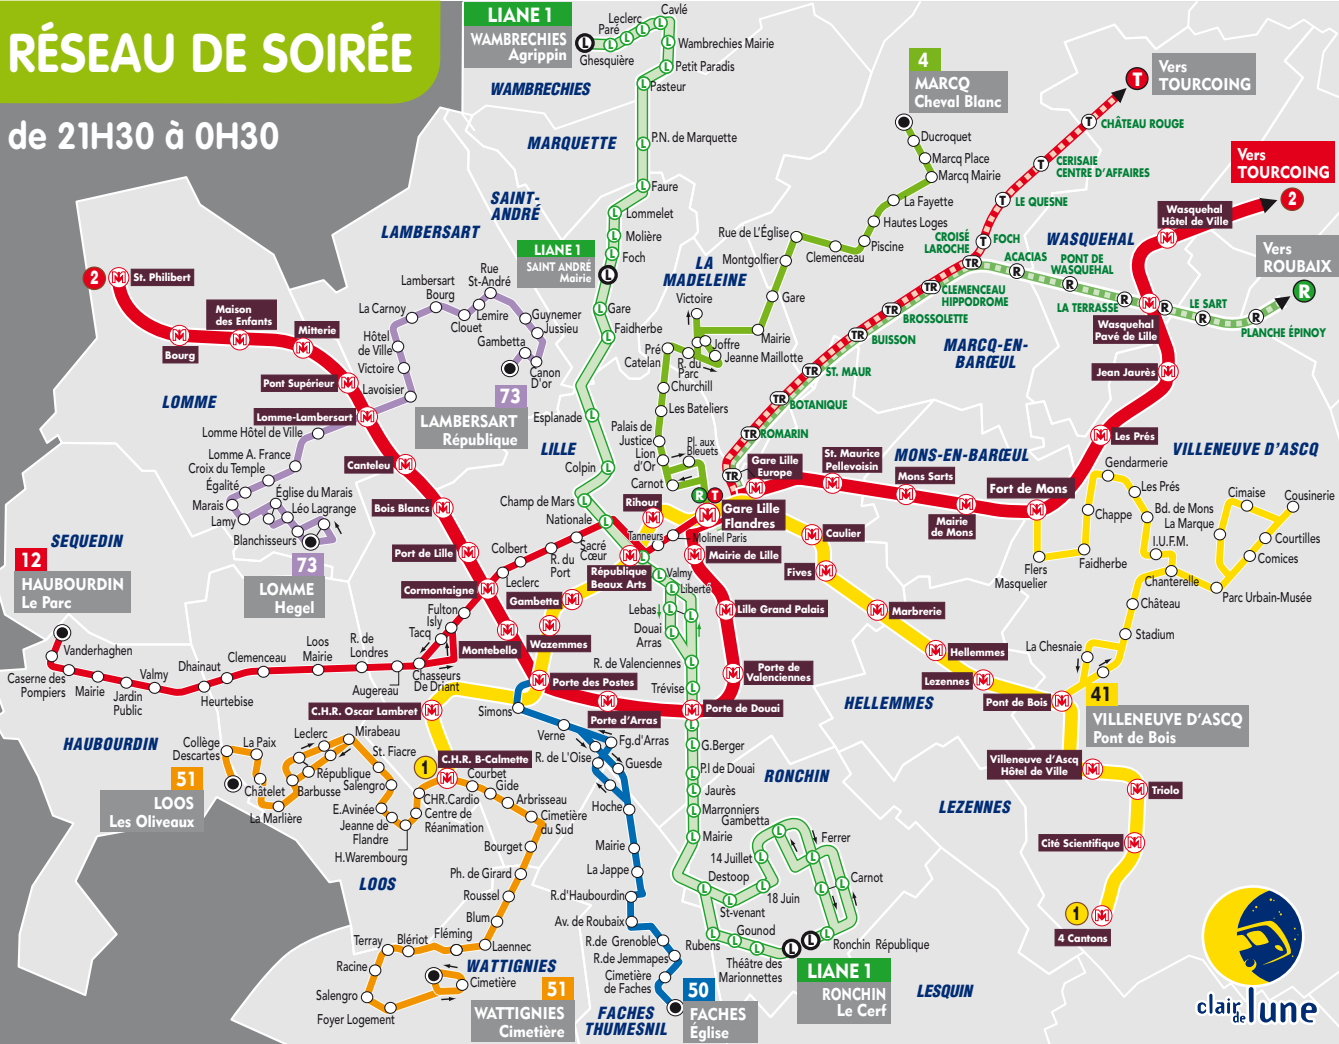 RÉSEAU DE SOIRÉE
de 21H30 à 0H30
LIANE 1
WAMBRECHIES
Agrippin
Ghesquière
Paré
Leclerc
Cavlé
Wambrechies Mairie
Petit Paradis
Pasteur
WAMBRECHIES
MARQUETTE
P.N. de Marquette
Faure
Lommelet
Molière
Foch
SAINT-
ANDRÉ
LIANE 1
SAINT ANDRÉ
Mairie
Gare
Faidherbe
Esplanade
Colpin
Champ de Mars
Nationale
4
MARCQ
Cheval Blanc
Ducroquet
Marcq Place
Marcq Mairie
La Fayette
Hautes Loges
Piscine
Clemenceau
Rue de L'Église
Montgolfier
Gare
Mairie
LA
MADELEINE
Victoire
Joffre
Jeanne Maillotte
R. du
Parc
Pré
Catelan
Churchill
Les Bateliers
Palais de
Justice
Lion
d'Or
Pl. aux
Bleuets
Carnot
T
Vers
TOURCOING
CHÂTEAU ROUGE
CERISAIE
CENTRE D'AFFAIRES
LE QUESNE
FOCH
CROISÉ
LAROCHE
CLEMENCEAU
HIPPODROME
BROSSOLETTE
BUISSON
ST. MAUR
BOTANIQUE
ROMARIN
WASQUEHAL
ACACIAS
PONT DE
WASQUEHAL
LA TERRASSE
LE SART
PLANCHE ÉPINOY
Vers
ROUBAIX
R
Vers
TOURCOING
2
Wasquehal
Hôtel de Ville
Wasquehal
Pavé de Lille
Jean Jaurès
Les Prés
MARCQ-EN-
BARŒUL
MONS-EN-BARŒUL
VILLENEUVE D'ASCQ
Fort de Mons
Mairie
de Mons
Mons Sarts
St. Maurice
Pellevoisin
Gare Lille
Europe
Gare Lille
Flandres
R T
LAMBERSART
Lambersart
Bourg
Rue
St-André
La Carnoy
Clouet
Lemire
Guynemer
Jussieu
Gambetta
Canon
D'or
Hôtel
de Ville
Victoire
Lavoisier
73
LAMBERSART
République
2
St. Philibert
Bourg
Maison
des Enfants
Mitterie
Pont Supérieur
Lomme-Lambersart
Canteleu
Bois Blancs
Port de Lille
Cormontaigne
Montebello
LOMME
LILLE
Lomme Hôtel de Ville
Lomme A. France
Croix du Temple
Égalité
Marais
Lamy
Église du Marais
Léo Lagrange
Blanchisseurs
73
LOMME
Hegel
SEQUEDIN
12
HAUBOURDIN
Le Parc
Vanderhaghen
Caserne des
Pompiers
Mairie
Jardin
Public
Valmy
Dhainaut
Heurtebise
Clemenceau
Loos
Mairie
R. de
Londres
Augereau
Chasseurs
De Driant
Tacq
Isly
Fulton
Leclerc
Colbert
R. du
Port
Sacré
Cœur
Tanneurs
Molinel Paris
HAUBOURDIN
Rihour
République
Beaux Arts
Gambetta
Wazemmes
Porte des Postes
Porte d'Arras
Porte de Douai
Porte de
Valenciennes
Lille Grand Palais
Mairie de Lille
Valmy
Liberté
Lebas
Douai
Arras
R. de Valenciennes
Trévise
G.Berger
P.l de Douai
Jaurès
Marronniers
Mairie
Gambetta
Ferrer
14 Juillet
Carnot
Destoop
18 Juin
St-venant
Gounod
Rubens
Théâtre des
Marionnettes
Ronchin République
LIANE 1
RONCHIN
Le Cerf
RONCHIN
LESQUIN
LEZENNES
HELLEMMES
Caulier
Fives
Marbrerie
Hellemmes
Lezennes
Pont de Bois
Villeneuve d'Ascq
Hôtel de Ville
Triolo
Cité Scientifique
1
4 Cantons
41
VILLENEUVE D'ASCQ
Pont de Bois
La Chesnaie
Stadium
Château
Chanterelle
I.U.F.M.
La Marque
Bd. de Mons
Les Prés
Gendarmerie
Chappe
Faidherbe
Flers
Masquelier
Cimaise
Cousinerie
Courtilles
Comices
Parc Urbain-Musée
C.H.R. Oscar Lambret
1
C.H.R. B-Calmette
Simons
Verne
Fg.d'Arras
R. de L'Oise
Guesde
Hoche
Mairie
La Jappe
R.d'Haubourdin
Av. de Roubaix
R.de Grenoble
R.de Jemmapes
Cimetière
de Faches
50
FACHES
Église
FACHES
THUMESNIL
Collège
Descartes
La Paix
Châtelet
La Marlière
Barbusse
République
Leclerc
Mirabeau
St. Fiacre
Salengro
E.Avinée
Jeanne de
Flandre
H.Warembourg
CHR.Cardio
Centre de
Réanimation
Courbet
Gide
Arbrisseau
Cimetière
du Sud
Bourget
Ph. de Girard
Roussel
Blum
Laennec
Fléming
Blériot
Terray
Racine
Salengro
Foyer Logement
Cimetière
WATTIGNIES
51
WATTIGNIES
Cimetière
51
LOOS
Les Oliveaux
LOOS
clair
de
lune